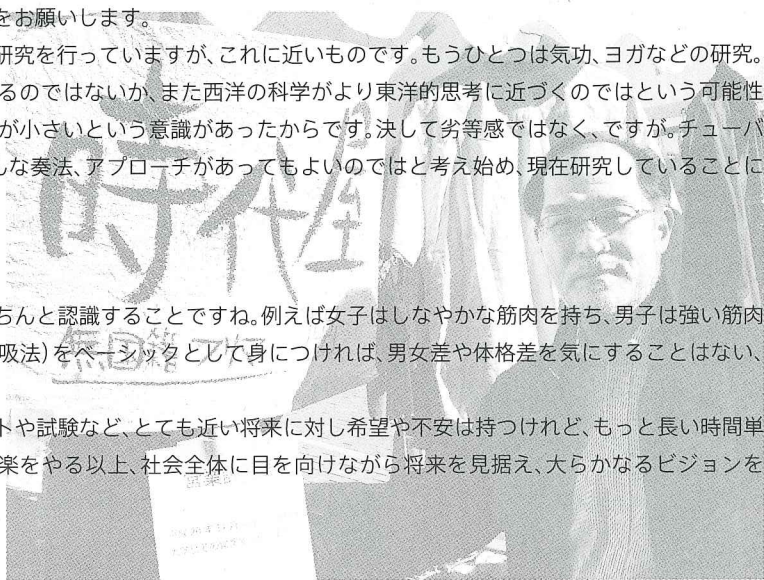 をお願いします。
研究を行っていますが、これに近いものです。もうひとつは気功、ヨガなどの研究。
るのではないか、また西洋の科学がより東洋的思考に近づくのではという可能性
が小さいという意識があったからです。決して劣等感ではなく、ですが。チューバ
んな奏法、アプローチがあってもよいのではと考え始め、現在研究していることに
時代屋
ちんと認識することですね。例えば女子はしなやかな筋肉を持ち、男子は強い筋肉
無国籍
吸法)をベーシックとして身につければ、男女差や体格差を気にすることはない、
トや試験など、とても近い将来に対し希望や不安は持つけれど、もっと長い時間単
楽をやる以上、社会全体に目を向けながら将来を見据え、大らかなるビジョンを